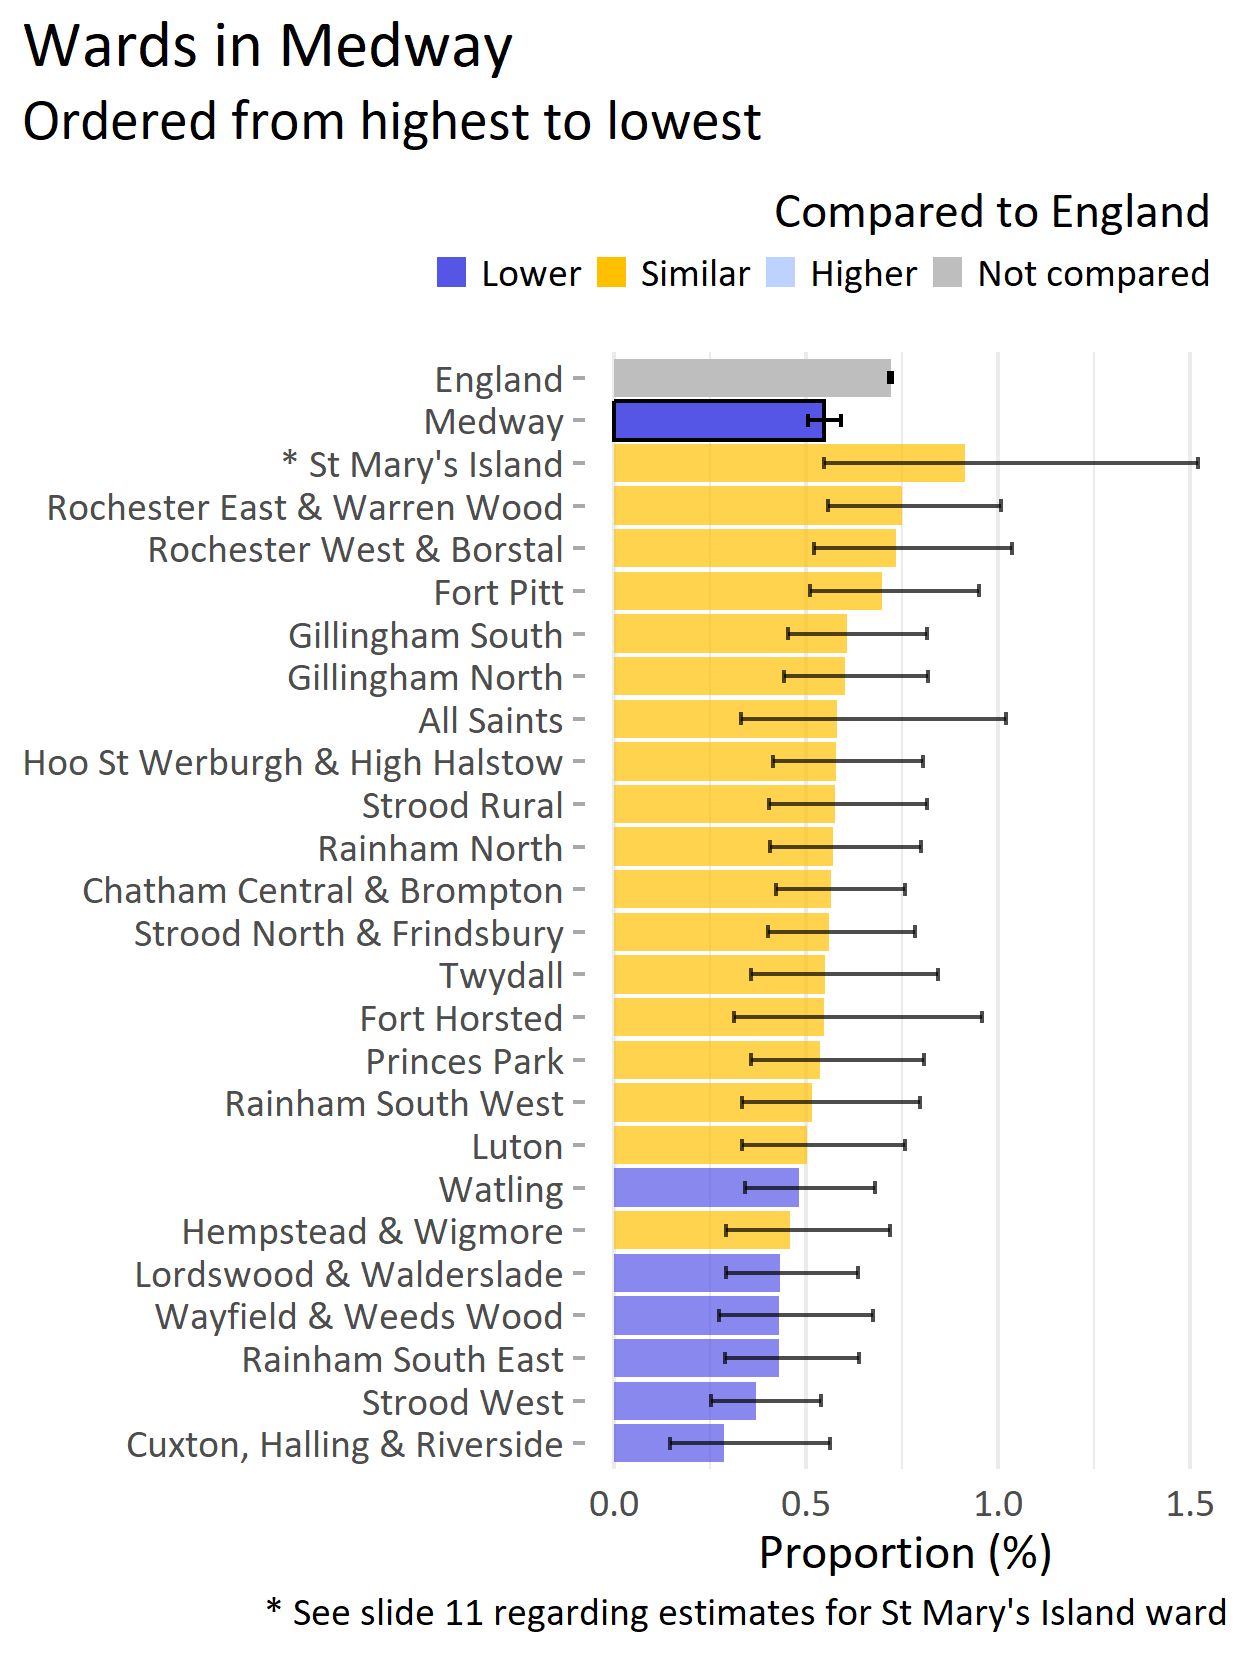 Wards in Medway
Ordered from highest to lowest
Compared to England
Lower Similar Higher Not compared
England
Medway
* St Mary's Island
Rochester East & Warren Wood
Rochester West & Borstal
Fort Pitt
Gillingham South
Gillingham North
All Saints
Hoo St Werburgh & High Halstow
Strood Rural
Rainham North
Chatham Central & Brompton
Strood North & Frindsbury
Twydall
Fort Horsted
Princes Park
Rainham South West
Luton
Watling
Hempstead & Wigmore
Lordswood & Walderslade
Wayfield & Weeds Wood
Rainham South East
Strood West
Cuxton, Halling & Riverside
0.0 0.5 1.0 1.5
Proportion (%)
* See slide 11 regarding estimates for St Mary's Island ward